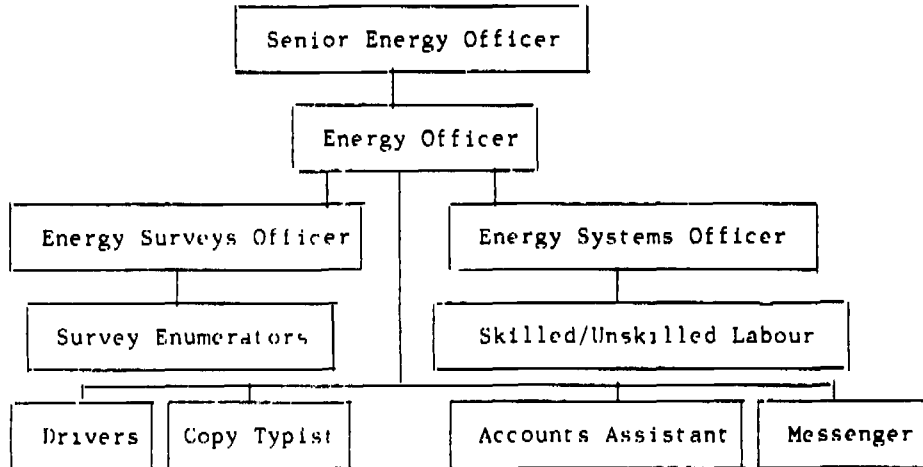 Senior Energy Officer
Energy Officer
Energy Surveys Officer
Energy Systems Officer
Survey Enumerators
Skilled/Unskilled Labour
Drivers
Copy Typist
Accounts Assistant
Messenger